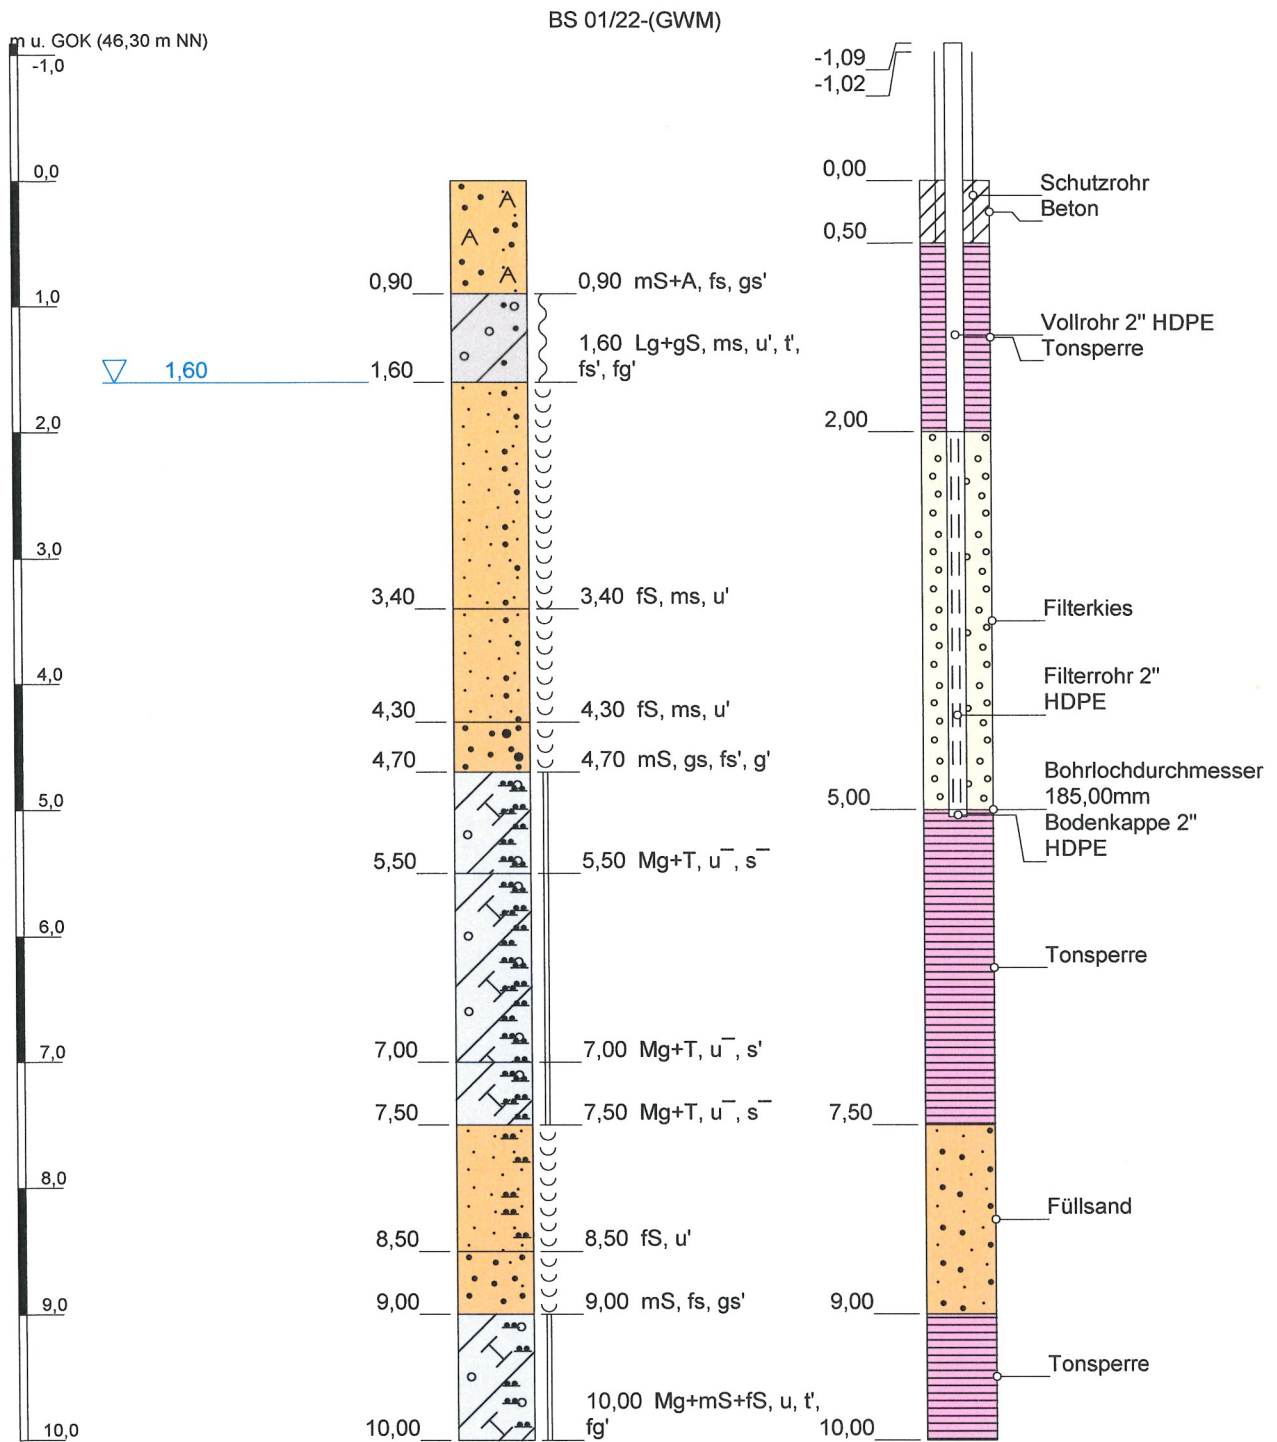 BS 01/22-(GWM)
m u. GOK (46,30 m NN)
-1,0
0,0
1,0
2,0
3,0
4,0
5,0
6,0
7,0
8,0
9,0
10,0
1,60
0,90
1,60
3,40
4,30
4,70
5,50
7,00
7,50
8,50
9,00
10,00
0,90 mS+A, fs, gs'
1,60 Lg+gS, ms, u', t',
fs', fg'
3,40 fS, ms, u'
4,30 fS, ms, u'
4,70 mS, gs, fs', g'
5,50 Mg+T, u¯, s¯
7,00 Mg+T, u¯, s'
7,50 Mg+T, u¯, s¯
8,50 fS, u'
9,00 mS, fs, gs'
10,00 Mg+mS+fS, u, t',
fg'
-1,09
-1,02
0,00
0,50
2,00
5,00
7,50
9,00
10,00
Schutzrohr
Beton
Vollrohr 2" HDPE
Tonsperre
Filterkies
Filterrohr 2"
HDPE
Bohrlochdurchmesser
185,00mm
Bodenkappe 2"
HDPE
Tonsperre
Füllsand
Tonsperre